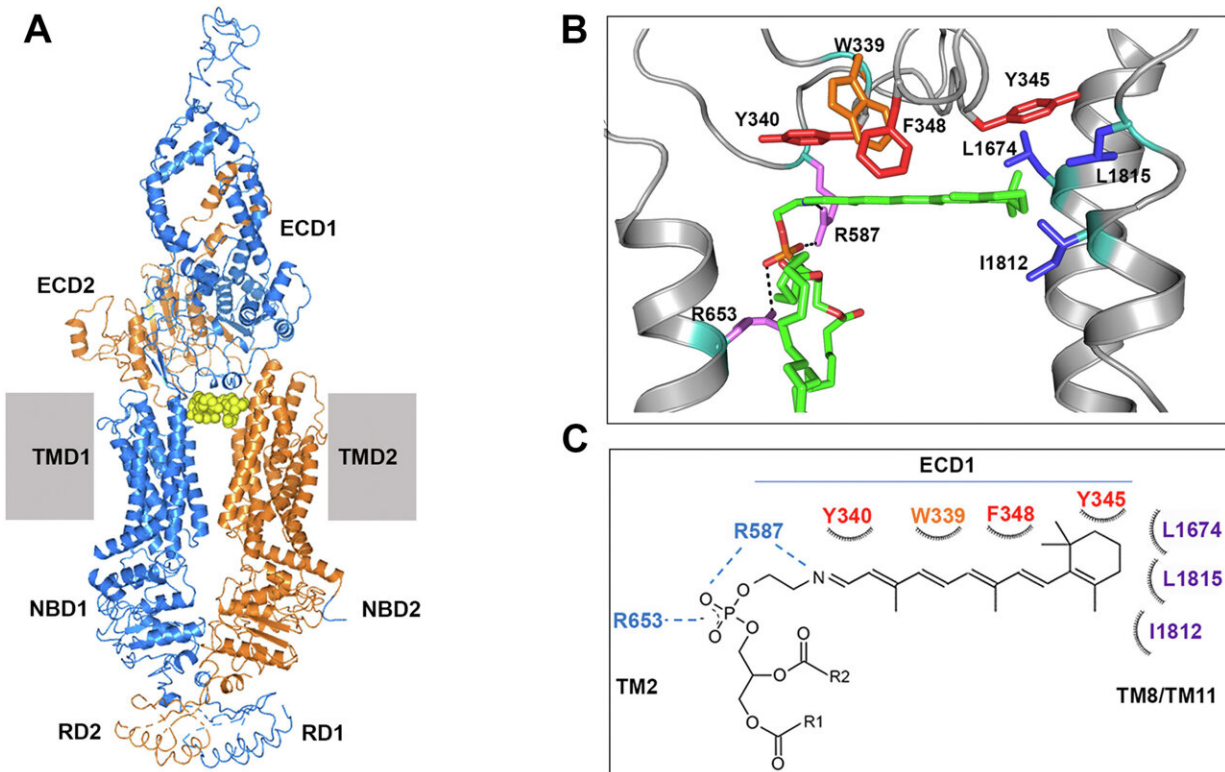 A
ECD1
ECD2
TMD1
TMD2
NBD1
NBD2
RD2
RD1
B
W339
Y345
Y340
F348
L1674
L1815
R587
I1812
R653
C
ECD1
Y345
Y340
W339
F348
L1674
R587
L1815
N
O
O
P
R653
O
O
I1812
O
O
R2
TM2
TM8/TM11
O
R1
O